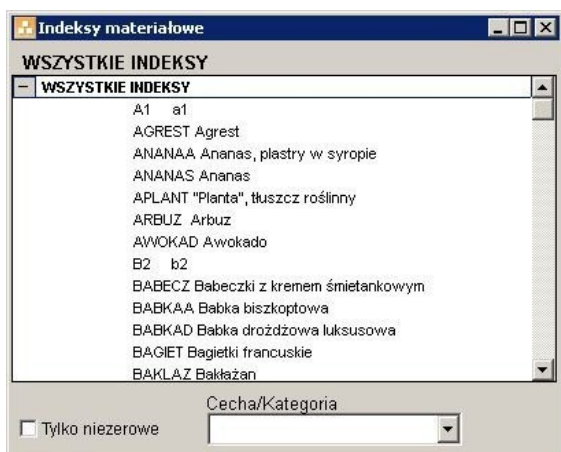 Indeksy materiałowe
WSZYSTKIE INDEKSY
WSZYSTKIE INDEKSY
A1 a1
AGREST Agrest
ANANAA Ananas, plastry w syropie
ANANAS Ananas
APLANT "Planta", tłuszcz roślinny
ARBUZ Arbuz
AWOKAD Awokado
B2 b2
BABECZ Babeczki z kremem śmietankowym
BABKAA Babka biszkoptowa
BABKAD Babka drożdżowa luksusowa
BAGIET Bagietki francuskie
BAKLAZ Bakłażan
Cecha/Kategoria
Tylko niezerowe